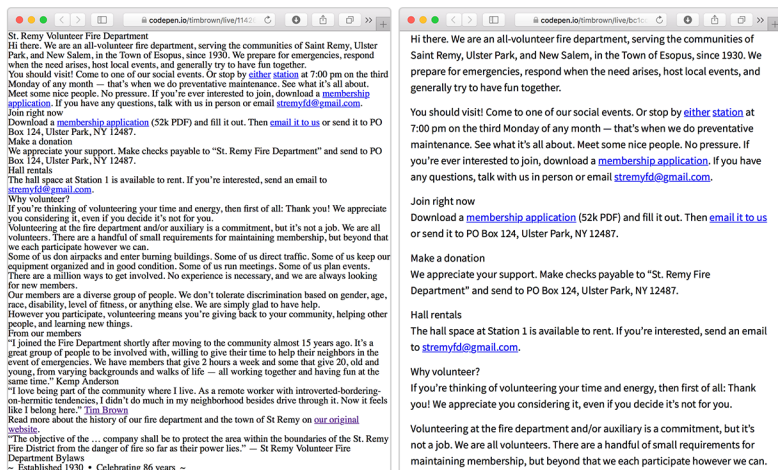 codepen.io/timbrown/live/1142
St. Remy Volunteer Fire Department
Hi there. We are an all-volunteer fire department, serving the communities of Saint Remy, Ulster
Park, and New Salem, in the Town of Esopus, since 1930. We prepare for emergencies, respond
when the need arises, host local events, and generally try to have fun together.
You should visit! Come to one of our social events. Or stop by either station at 7:00 pm on the third
Monday of any month — that’s when we do preventative maintenance. See what it’s all about.
Meet some nice people. No pressure. If you’re ever interested to join, download a membership
application. If you have any questions, talk with us in person or email stremyfd@gmail.com.
Join right now
Download a membership application (52k PDF) and fill it out. Then email it to us or send it to PO
Box 124, Ulster Park, NY 12487.
Make a donation
We appreciate your support. Make checks payable to “St. Remy Fire Department” and send to PO
Box 124, Ulster Park, NY 12487.
Hall rentals
The hall space at Station 1 is available to rent. If you’re interested, send an email to
stremyfd@gmail.com.
Why volunteer?
If you’re thinking of volunteering your time and energy, then first of all: Thank you! We appreciate
you considering it, even if you decide it’s not for you.
Volunteering at the fire department and/or auxiliary is a commitment, but it’s not a job. We are all
volunteers. There are a handful of small requirements for maintaining membership, but beyond that
we each participate however we can.
Some of us don airpacks and enter burning buildings. Some of us direct traffic. Some of us keep our
equipment organized and in good condition. Some of us run meetings. Some of us plan events.
There are a million ways to get involved. No experience is necessary, and we are always looking
for new members.
Our members are a diverse group of people. We don’t tolerate discrimination based on gender, age,
race, disability, level of fitness, or anything else. We are simply glad to have help.
However you participate, volunteering means you’re giving back to your community, helping other
people, and learning new things.
From our members
“I joined the Fire Department shortly after moving to the community almost 15 years ago. It’s a
great group of people to be involved with, willing to give their time to help their neighbors in the
event of emergencies. We have members that give 2 hours a week and some that give 20, old and
young, from varying backgrounds and walks of life — all working together and having fun at the
same time.” Kemp Anderson
“I love being part of the community where I live. As a remote worker with introverted-bordering-
on-hermitic tendencies, I didn’t do much in my neighborhood besides drive through it. Now it feels
like I belong here.” Tim Brown
Read more about the history of our fire department and the town of St Remy on our original
website.
“The objective of the … company shall be to protect the area within the boundaries of the St. Remy
Fire District from the danger of fire so far as their power lies.” — St Remy Volunteer Fire
Department Bylaws
~ Established 1930 • Celebrating 86 years ~
codepen.io/timbrown/live/bc1c
Hi there. We are an all-volunteer fire department, serving the communities of
Saint Remy, Ulster Park, and New Salem, in the Town of Esopus, since 1930. We
prepare for emergencies, respond when the need arises, host local events, and
generally try to have fun together.
You should visit! Come to one of our social events. Or stop by either station at
7:00 pm on the third Monday of any month — that’s when we do preventative
maintenance. See what it’s all about. Meet some nice people. No pressure. If
you’re ever interested to join, download a membership application. If you have
any questions, talk with us in person or email stremyfd@gmail.com.
Join right now
Download a membership application (52k PDF) and fill it out. Then email it to us
or send it to PO Box 124, Ulster Park, NY 12487.
Make a donation
We appreciate your support. Make checks payable to “St. Remy Fire
Department” and send to PO Box 124, Ulster Park, NY 12487.
Hall rentals
The hall space at Station 1 is available to rent. If you’re interested, send an email
to stremyfd@gmail.com.
Why volunteer?
If you’re thinking of volunteering your time and energy, then first of all: Thank
you! We appreciate you considering it, even if you decide it’s not for you.
Volunteering at the fire department and/or auxiliary is a commitment, but it’s
not a job. We are all volunteers. There are a handful of small requirements for
maintaining membership, but beyond that we each participate however we can.